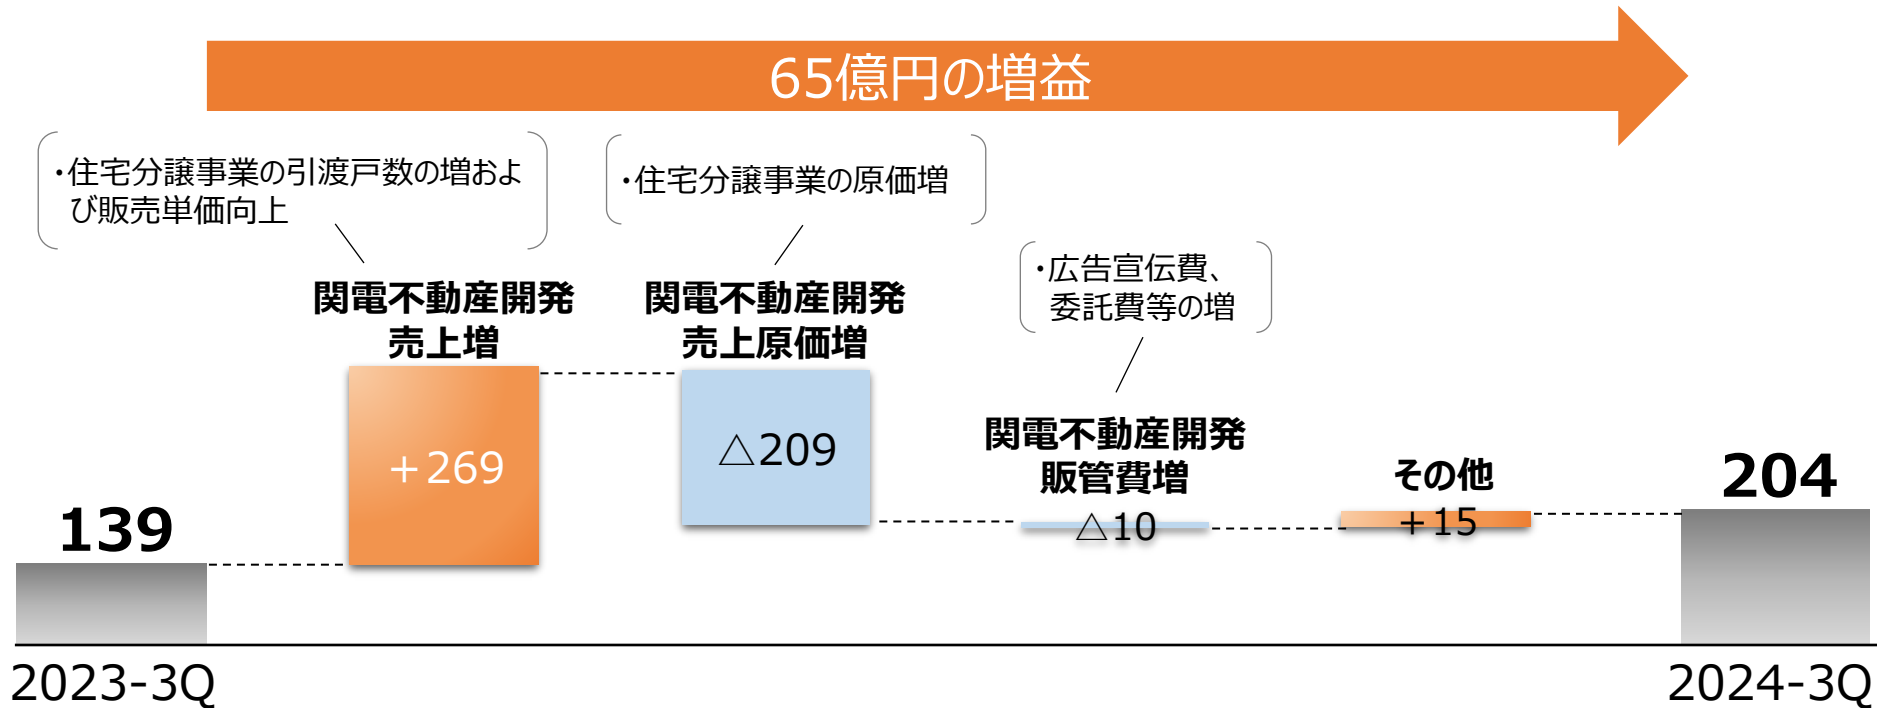 65億円の増益
・住宅分譲事業の引渡戸数の増およ
び販売単価向上
・住宅分譲事業の原価増
・広告宣伝費、
委託費等の増
関電不動産開発
売上増
関電不動産開発
売上原価増
関電不動産開発
販管費増
その他
139
＋269
△209
△10
＋15
204
2023-3Q
2024-3Q